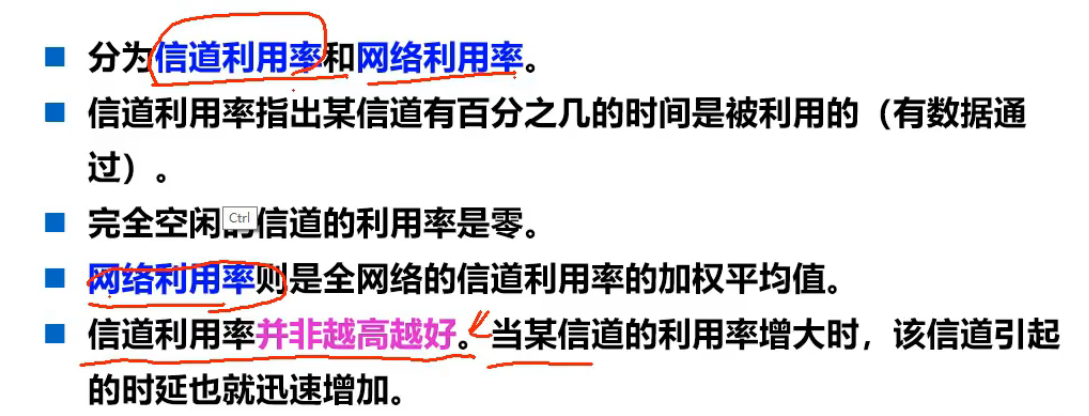 分为信道利用率和网络利用率。
信道利用率指出某信道有百分之几的时间是被利用的（有数据通
过）。
完全空闲的信道的利用率是零。
Ctrl
网络利用率则是全网络的信道利用率的加权平均值。
信道利用率并非越高越好。当某信道的利用率增大时，该信道引起
的时延也就迅速增加。